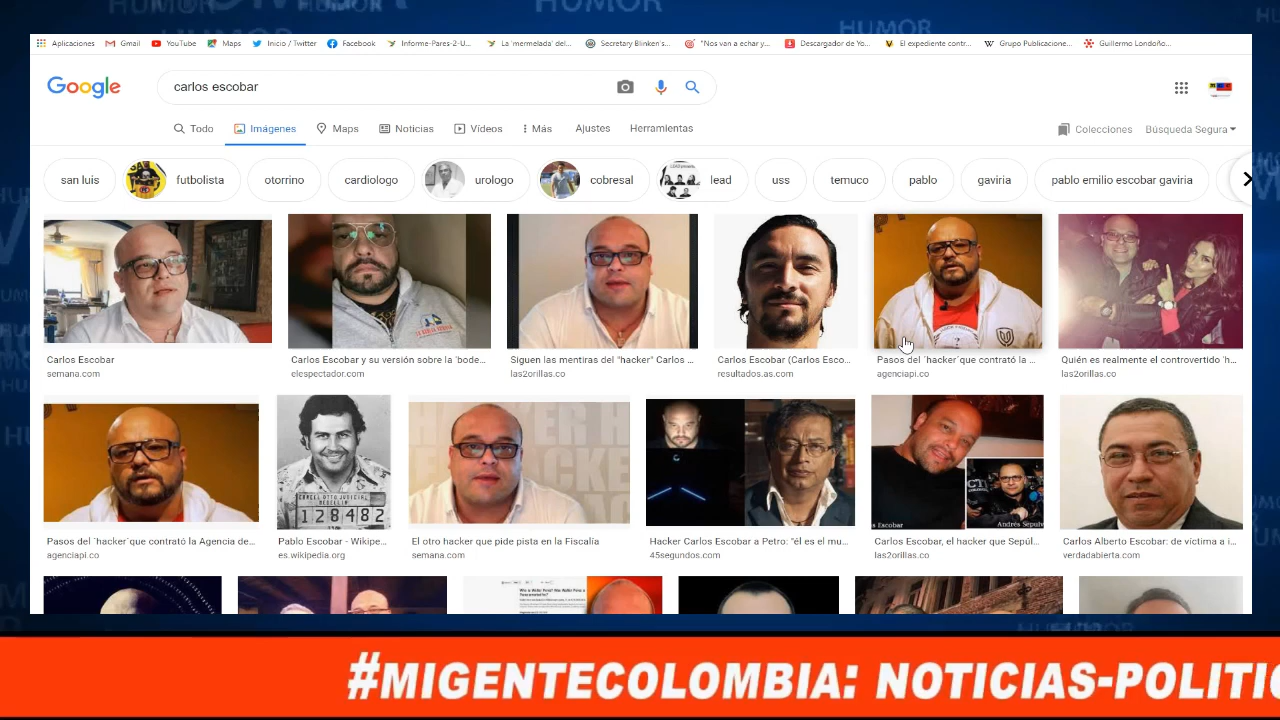 HUMOR
HUMOR
HUMOR
HUMOR
Aplicaciones Gmail YouTube Maps Inicio / Twitter Facebook Informe-Pares-2-U... La 'mermelada' del... Secretary Blinken's... "Nos van a echar y... Descargador de Yo... El expediente contr... Grupo Publicacione... Guillermo Londoño...
Google carlos escobar
Todo Imágenes Maps Noticias Vídeos Más Ajustes Herramientas Colecciones Búsqueda Segura
san luis futbolista otorrino cardiologo urologo cobresal lead uss temuco pablo gaviria pablo emilio escobar gaviria
Carlos Escobar
semana.com
Carlos Escobar y su versión sobre la 'bode...
elespectador.com
Siguen las mentiras del "hacker" Carlos ...
las2orillas.co
Carlos Escobar (Carlos Esco...
resultados.as.com
Pasos del ´hacker´que contrató la ...
agenciapi.co
Quién es realmente el controvertido 'h...
las2orillas.co
128482
Carlos Escobar
Pasos del ´hacker´que contrató la Agencia de...
agenciapi.co
Pablo Escobar - Wikipe...
es.wikipedia.org
El otro hacker que pide pista en la Fiscalía
semana.com
Hacker Carlos Escobar a Petro: "él es el mu...
45segundos.com
Carlos Escobar, el hacker que Sepúl...
las2orillas.co
Carlos Alberto Escobar: de víctima a i...
verdadabierta.com
#MIGENTECOLOMBIA: NOTICIAS-POLITIC